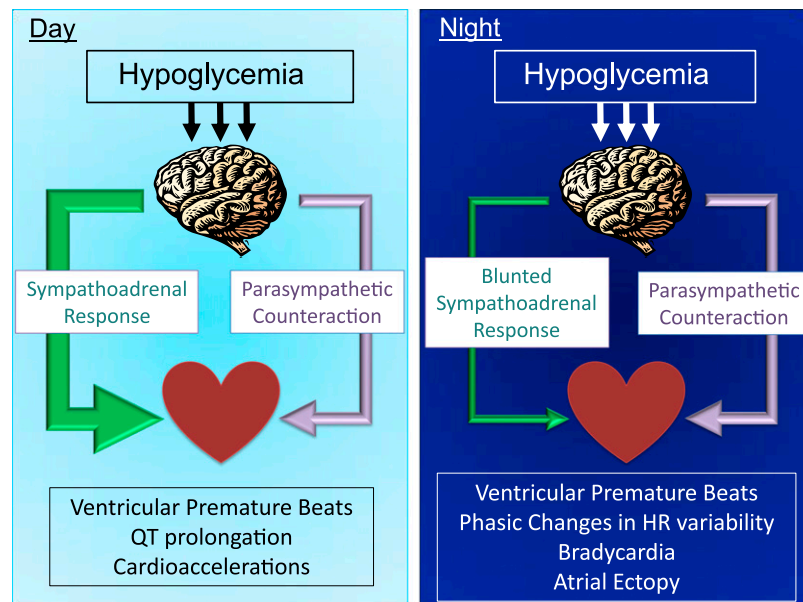 Day
Hypoglycemia
Sympathoadrenal
Response
Parasympathetic
Counteraction
Ventricular Premature Beats
QT prolongation
Cardioaccelerations
Night
Hypoglycemia
Blunted
Sympathoadrenal
Response
Parasympathetic
Counteraction
Ventricular Premature Beats
Phasic Changes in HR variability
Bradycardia
Atrial Ectopy